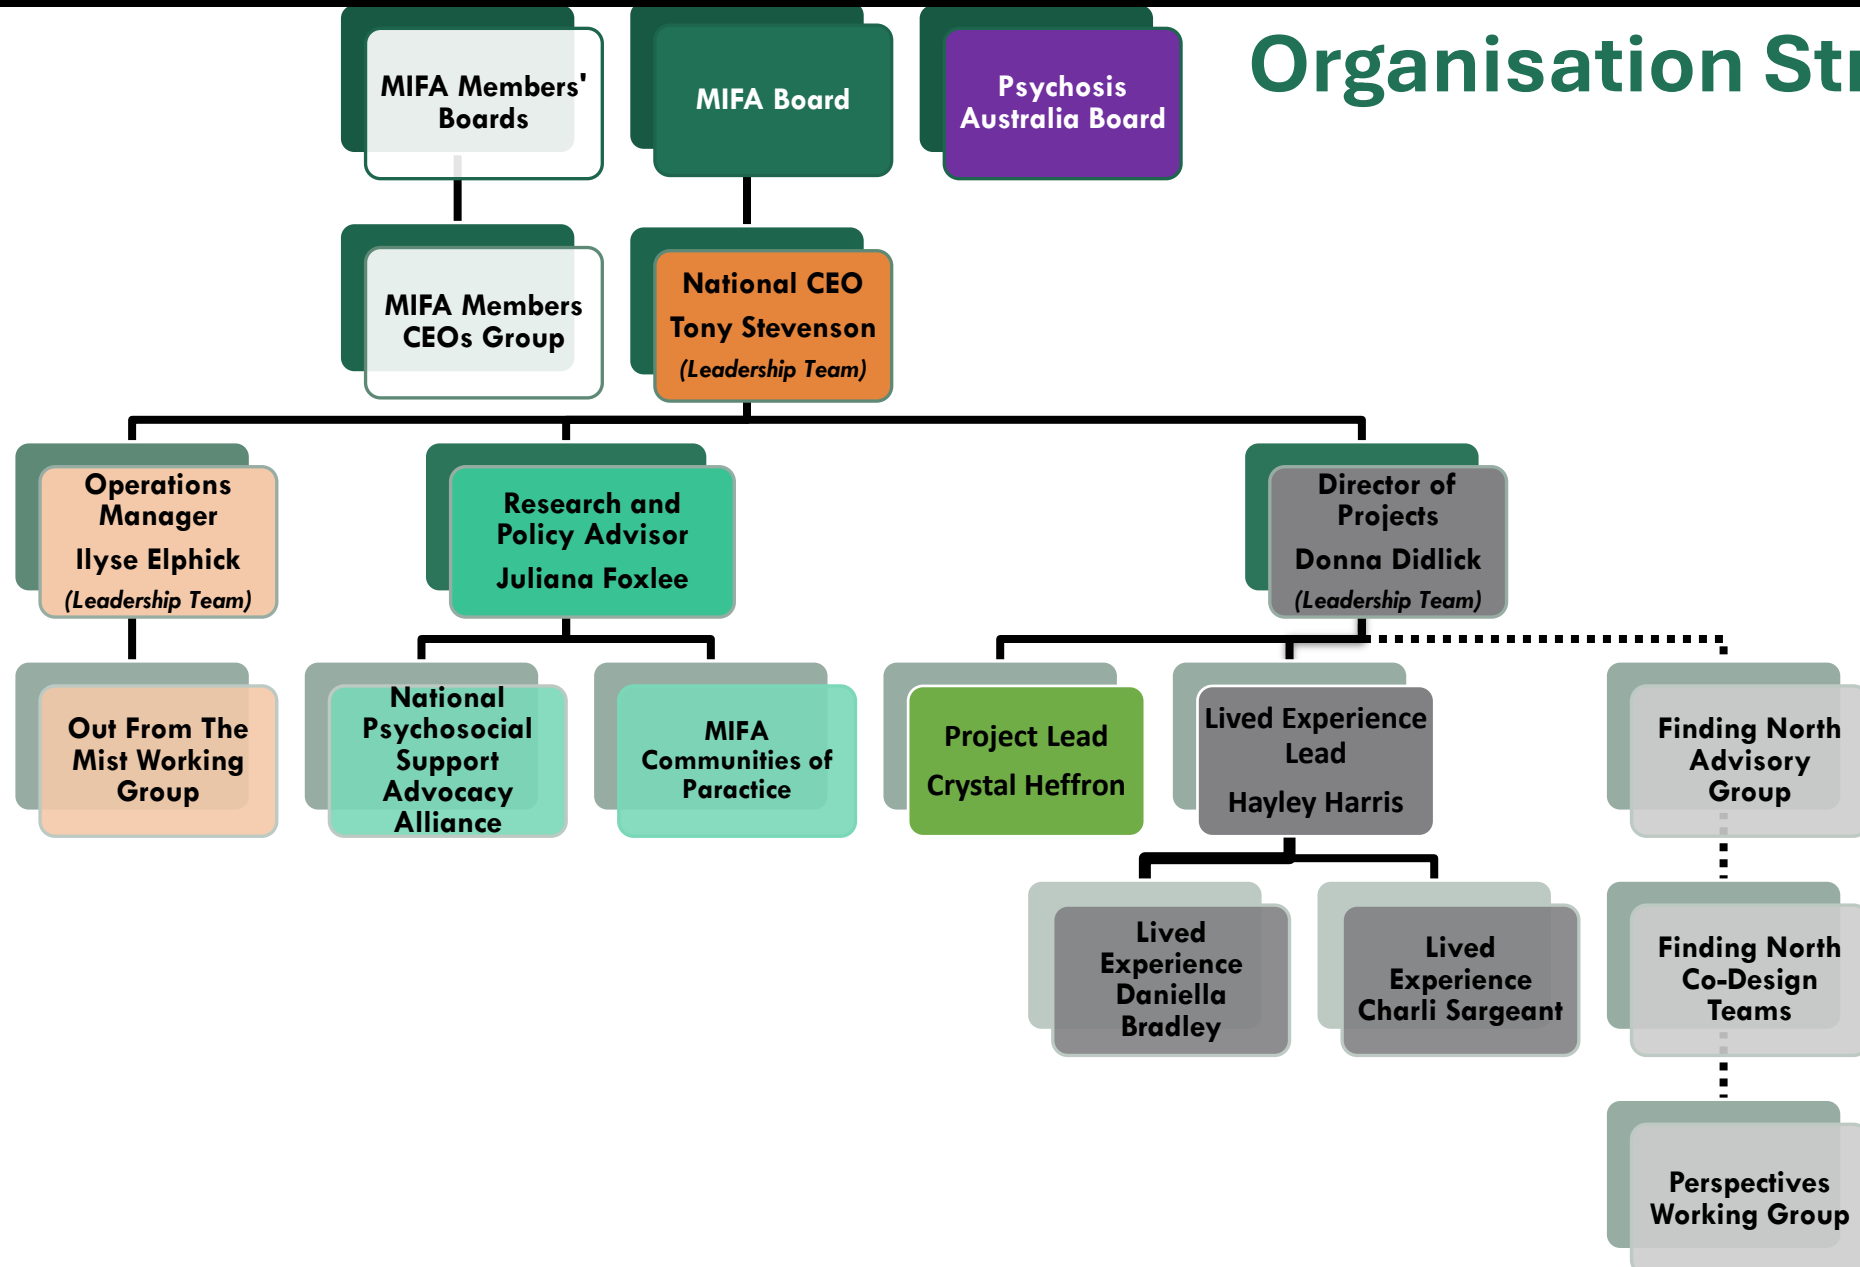 Organisation
MIFA Members'
Boards
MIFA Board
Psychosis
Australia Board
MIFA Members
CEOs Group
National CEO
Tony Stevenson
(Leadership Team)
Operations
Manager
Ilyse Elphick
(Leadership Team)
Research and
Policy Advisor
Juliana Foxlee
Director of
Projects
Donna Didlick
(Leadership Team)
Out From The
Mist Working
Group
National
Psychosocial
Support
Advocacy
Alliance
MIFA
Communities of
Paractice
Project Lead
Crystal Heffron
Lived Experience
Lead
Hayley Harris
Finding North
Advisory
Group
Lived
Experience
Daniella
Bradley
Lived
Experience
Charli Sargeant
Finding North
Co-Design
Teams
Perspectives
Working Group